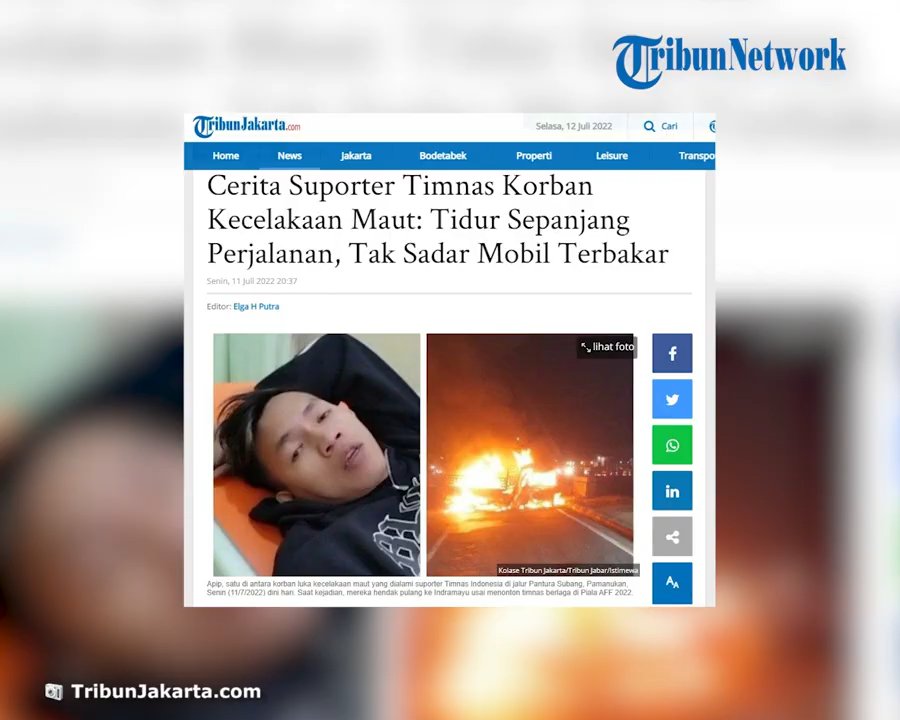 TribunNetwork
TribunJakarta.com
Selasa, 12 Juli 2022
Cari
Home News Jakarta Bodetabek Properti Leisure Transpo
Cerita Suporter Timnas Korban
Kecelakaan Maut: Tidur Sepanjang
Perjalanan, Tak Sadar Mobil Terbakar
Senin, 11 Juli 2022 20:37
Editor: Elga H Putra
lihat foto
Kolase Tribun Jakarta/Tribun Jabar/Istimewa
Apip, satu di antara korban luka kecelakaan maut yang dialami suporter Timnas Indonesia di jalur Pantura Subang, Pamanukan,
Senin (11/7/2022) dini hari. Saat kejadian, mereka hendak pulang ke Indramayu usai menonton timnas berlaga di Piala AFF 2022.
TribunJakarta.com